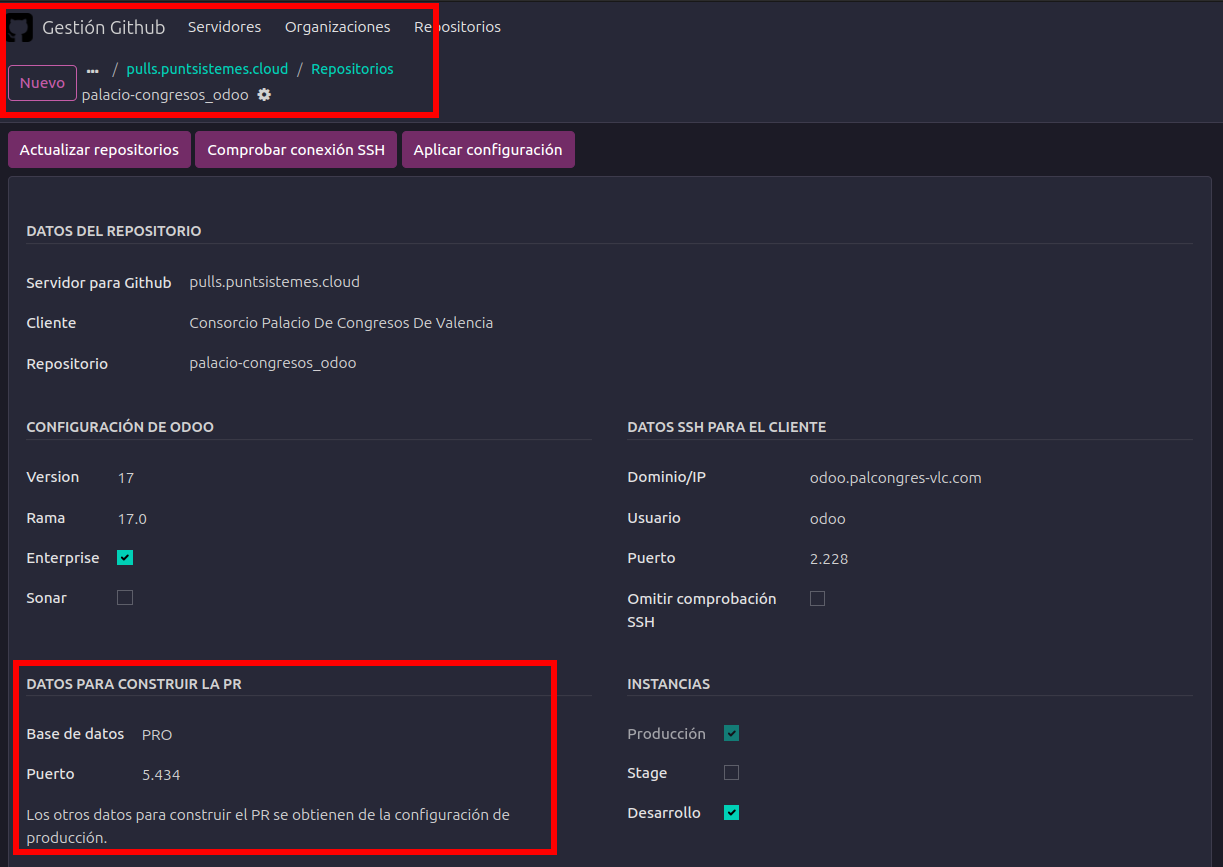 Gestión Github Servidores Organizaciones Repositorios
Nuevo ... / pulls.puntsistemes.cloud / Repositorios
palacio-congresos_odoo
Actualizar repositorios Comprobar conexión SSH Aplicar configuración
DATOS DEL REPOSITORIO
Servidor para Github pulls.puntsistemes.cloud
Cliente Consorcio Palacio De Congresos De Valencia
Repositorio palacio-congresos_odoo
CONFIGURACIÓN DE ODOO
Version 17
Rama 17.0
Enterprise
Sonar
DATOS SSH PARA EL CLIENTE
Dominio/IP odoo.palcongres-vlc.com
Usuario odoo
Puerto 2.228
Omitir comprobación
SSH
DATOS PARA CONSTRUIR LA PR
Base de datos PRO
Puerto 5.434
Los otros datos para construir el PR se obtienen de la configuración de
producción.
INSTANCIAS
Producción
Stage
Desarrollo